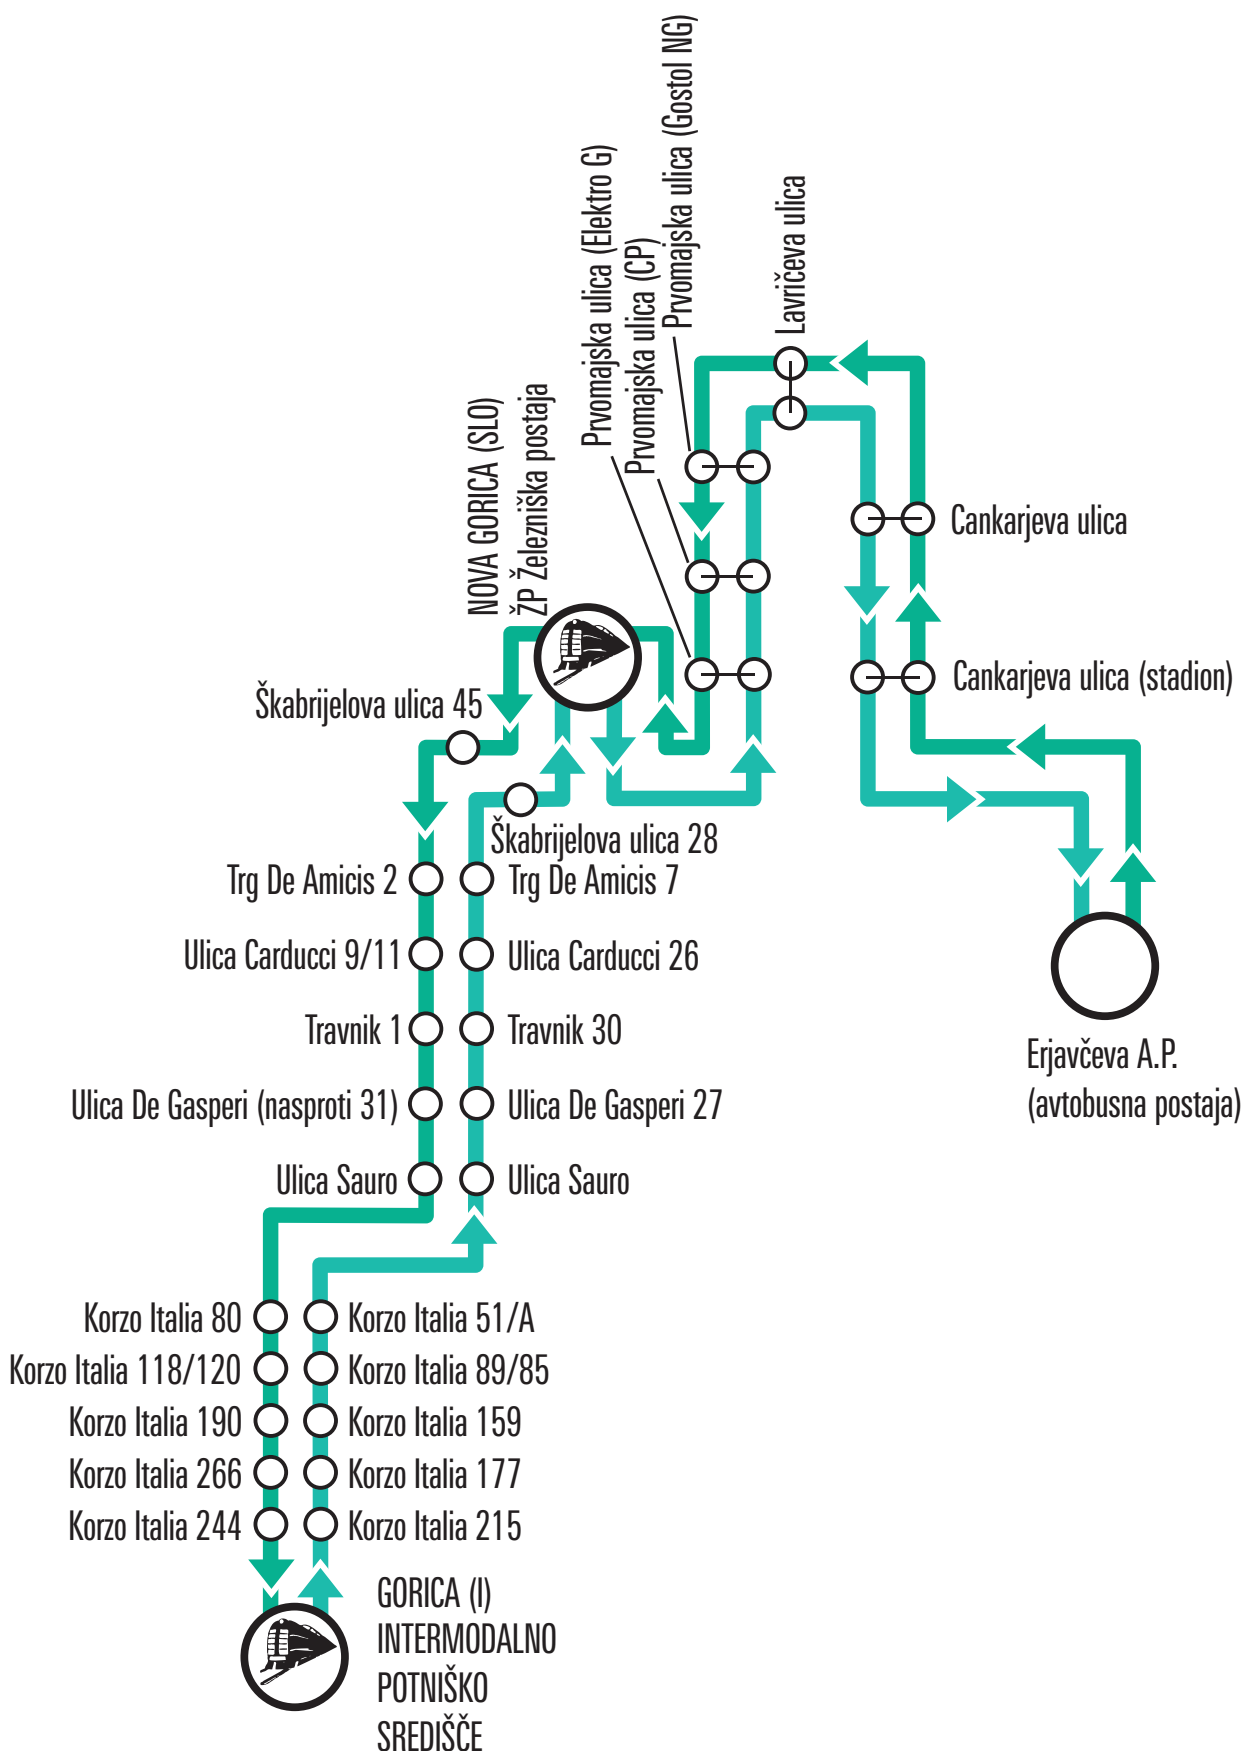 Prvomajska ulica (Gostol NG)
Prvomajska ulica (Elektro G)
Prvomajska ulica (CP)
Lavričeva ulica
NOVA GORICA (SLO)
ŽP Železniška postaja
Cankarjeva ulica
Cankarjeva ulica (stadion)
Škabrijelova ulica 45
Škabrijelova ulica 28
Trg De Amicis 2
Trg De Amicis 7
Ulica Carducci 9/11
Ulica Carducci 26
Travnik 1
Travnik 30
Erjavčeva A.P.
(avtobusna postaja)
Ulica De Gasperi (nasproti 31)
Ulica De Gasperi 27
Ulica Sauro
Ulica Sauro
Korzo Italia 80
Korzo Italia 51/A
Korzo Italia 118/120
Korzo Italia 89/85
Korzo Italia 190
Korzo Italia 159
Korzo Italia 266
Korzo Italia 177
Korzo Italia 244
Korzo Italia 215
GORICA (I)
INTERMODALNO
POTNIŠKO
SREDIŠČE